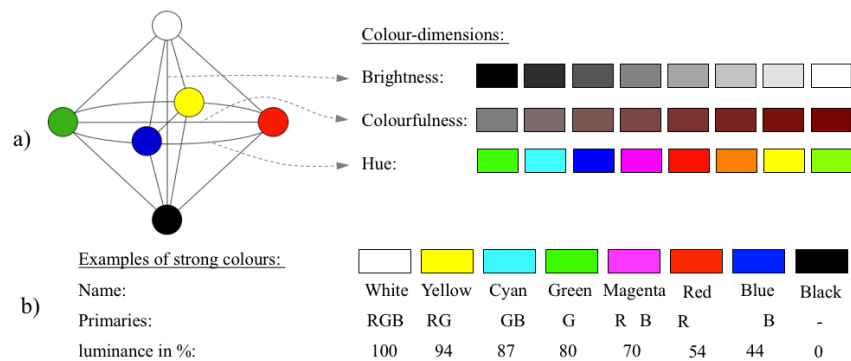 a)
Colour-dimensions:
Brightness:
Colourfulness:
Hue:
b)
Examples of strong colours:
Name: White Yellow Cyan Green Magenta Red Blue Black
Primaries: RGB RG GB G R B R B -
luminance in %: 100 94 87 80 70 54 44 0